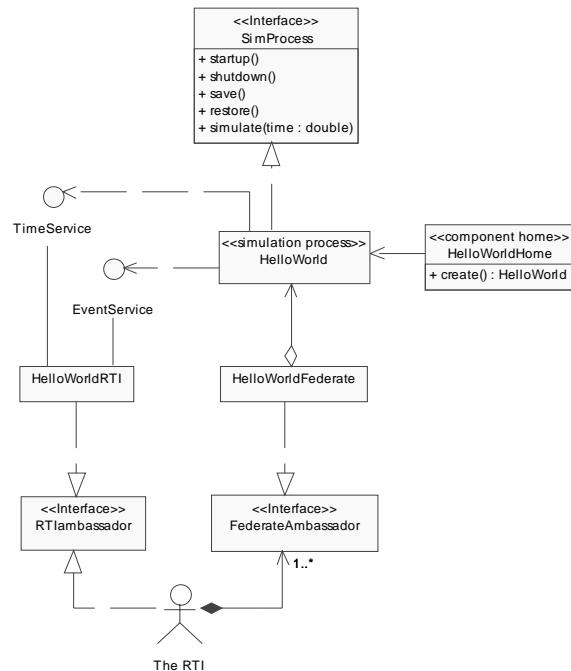 <<Interface>>
SimProcess
+ startup()
+ shutdown()
+ save()
+ restore()
+ simulate(time : double)
TimeService
<<simulation process>>
HelloWorld
<<component home>>
HelloWorldHome
+ create() : HelloWorld
EventService
HelloWorldRTI
HelloWorldFederate
<<Interface>>
RTIambassador
<<Interface>>
FederateAmbassador
1..*
The RTI